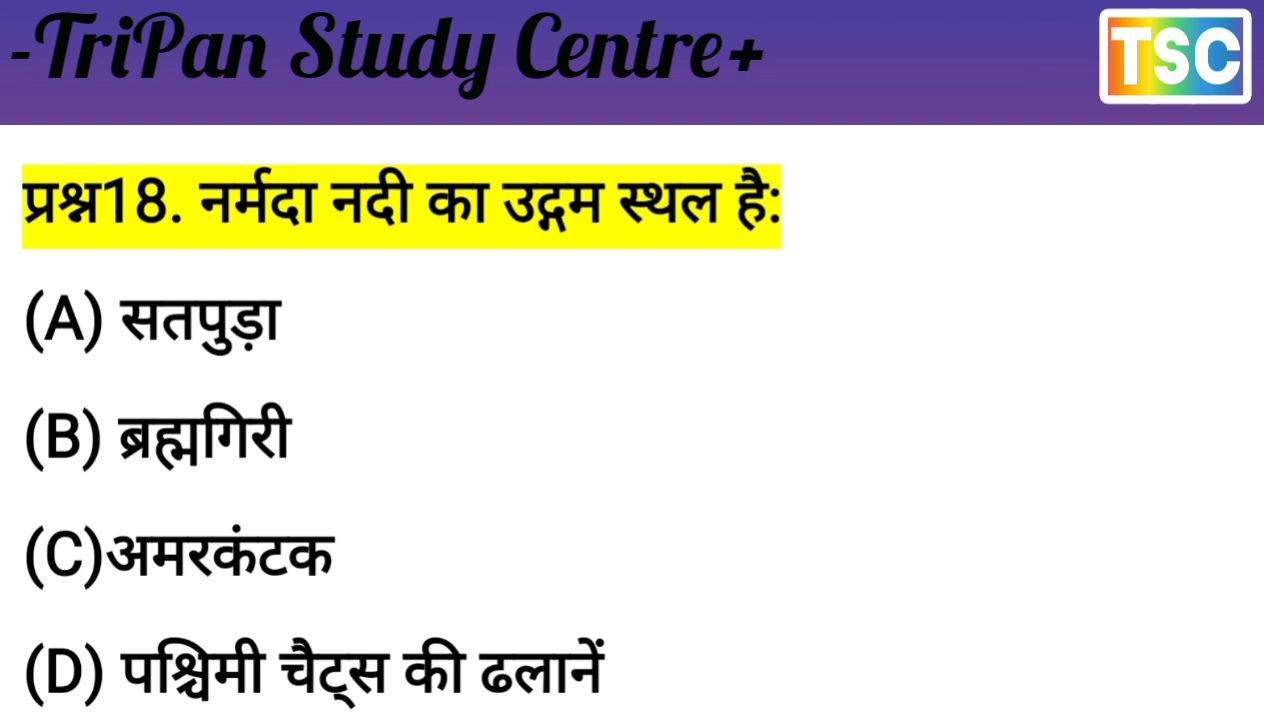 -TriPan Study Centre+
TSC
प्रश्न18. नर्मदा नदी का उद्गम स्थल है:
(A) सतपुड़ा
(B) ब्रह्मगिरी
(C)अमरकंटक
(D) पश्चिमी चैट्स की ढलानें